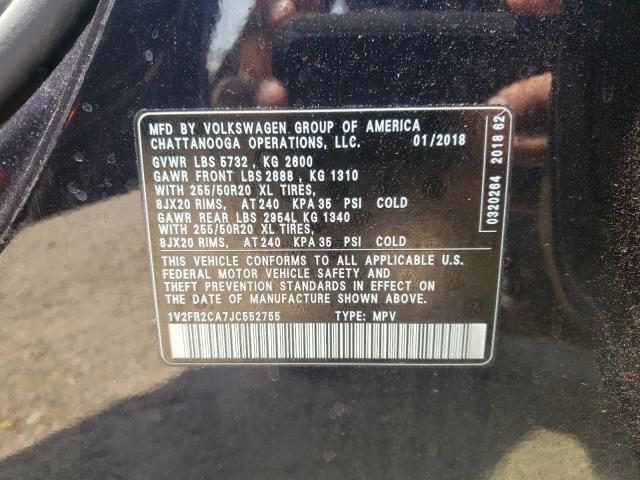 MFD BY VOLKSWAGEN GROUP OF AMERICA
CHATTANOOGA OPERATIONS, LLC. 01/2018
GVWR LBS 5732 , KG 2600
GAWR FRONT LBS 2888 , KG 1310
WITH 255/50R20 XL TIRES,
8JX20 RIMS, AT 240 KPA 35 PSI COLD
GAWR REAR LBS 2954L KG 1340
WITH 255/50R20 XL TIRES,
8JX20 RIMS, AT 240 KPA 35 PSI COLD
THIS VEHICLE CONFORMS TO ALL APPLICABLE U.S.
FEDERAL MOTOR VEHICLE SAFETY AND
THEFT PREVENTION STANDARDS IN EFFECT ON
DATE OF MANUFACTURE SHOWN ABOVE.
1V2FR2CA7JC552755 TYPE: MPV
0320264 2018 62